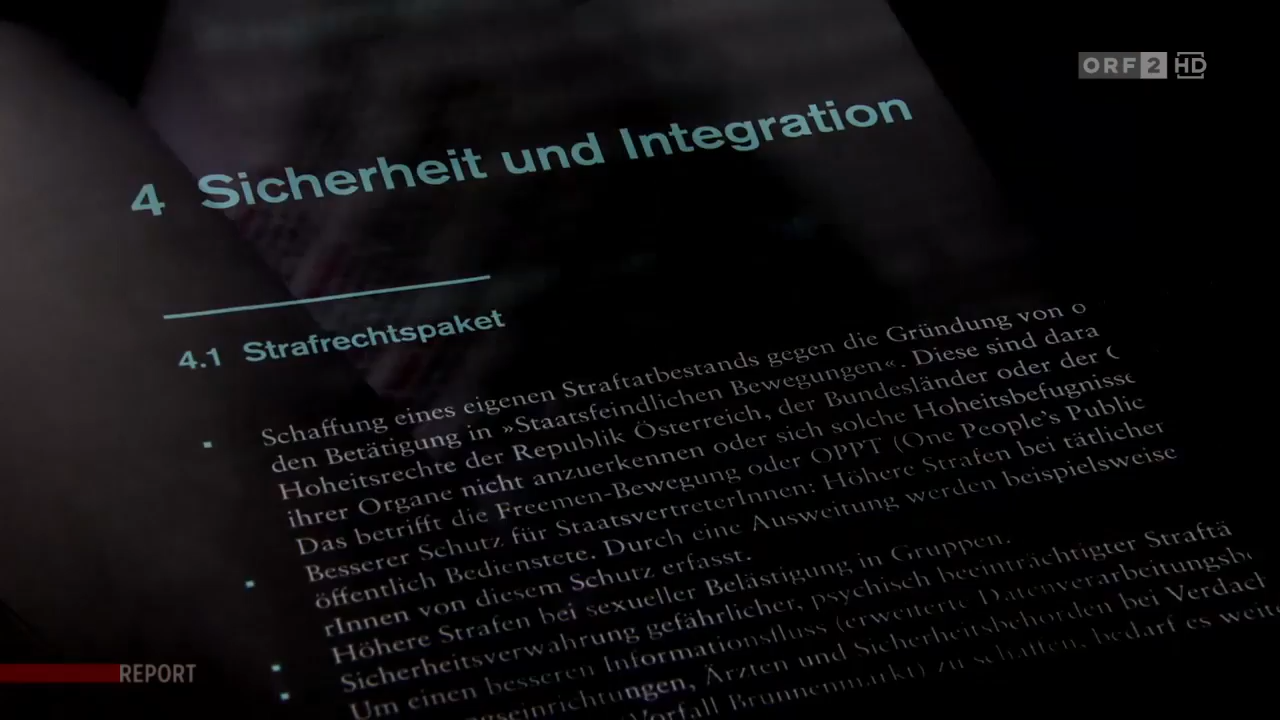 ORF 2 HD
4 Sicherheit und Integration
4.1 Strafrechtspaket
Schaffung eines eigenen Straftatbestands gegen die Gründung von o
den Betätigung in »Staatsfeindlichen Bewegungen«. Diese sind dara
Hoheitsrechte der Republik Österreich, der Bundesländer oder der
ihrer Organe nicht anzuerkennen oder sich solche Hoheitsbefugnisse
Das betrifft die Freemen-Bewegung oder OPPT (One People's Public
Besserer Schutz für StaatsvertreterInnen: Höhere Strafen bei tätlicher
öffentlich Bedienstete. Durch eine Ausweitung werden beispielsweise
rInnen von diesem Schutz erfasst.
Höhere Strafen bei sexueller Belästigung in Gruppen.
Sicherheitsverwahrung gefährlicher, psychisch beeinträchtigter Straftä
Um einen besseren Informationsfluss (erweiterte Datenverarbeitungsb
gseinrichtungen, Ärzten und Sicherheitsbehörden bei Verdach
Vorfall Brunnenmarkt) zu schaffen, bedarf es weite
REPORT